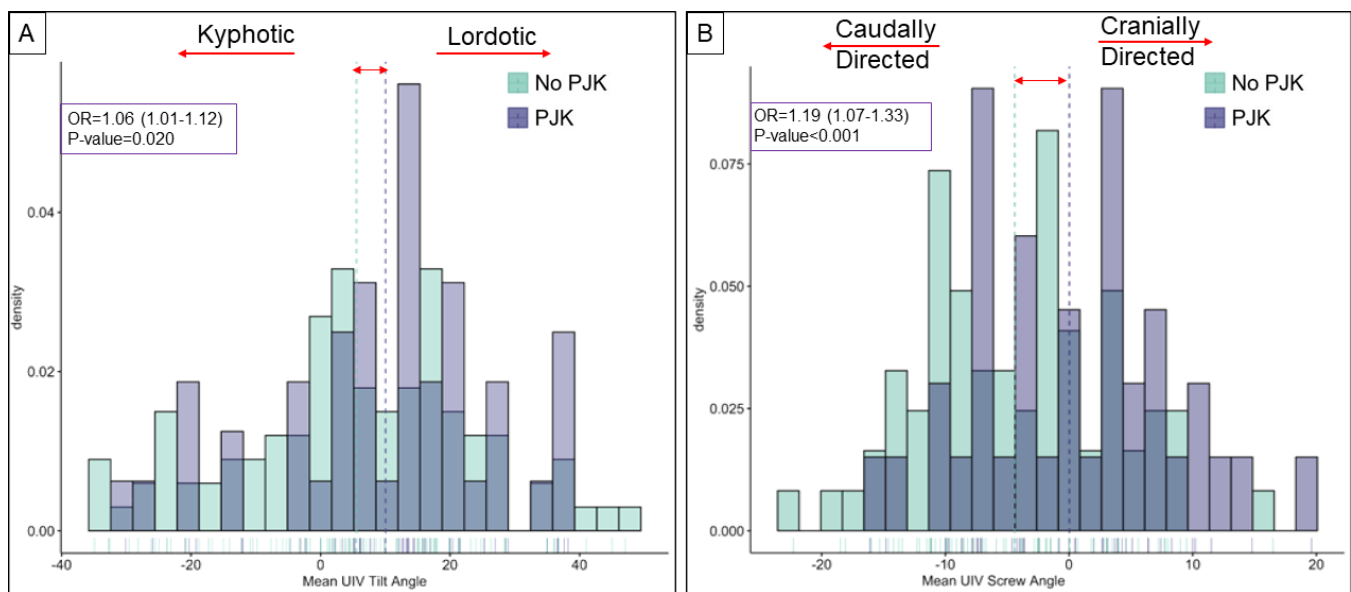 A
Kyphotic
Lordotic
No PJK
PJK
OR=1.06 (1.01-1.12)
P-value=0.020
density
0.04
0.02
0.00
-40
-20
0
20
40
Mean UIV Tilt Angle
B
Caudally
Directed
Cranially
Directed
No PJK
PJK
OR=1.19 (1.07-1.33)
P-value<0.001
density
0.075
0.050
0.025
0.000
-20
-10
0
10
20
Mean UIV Screw Angle